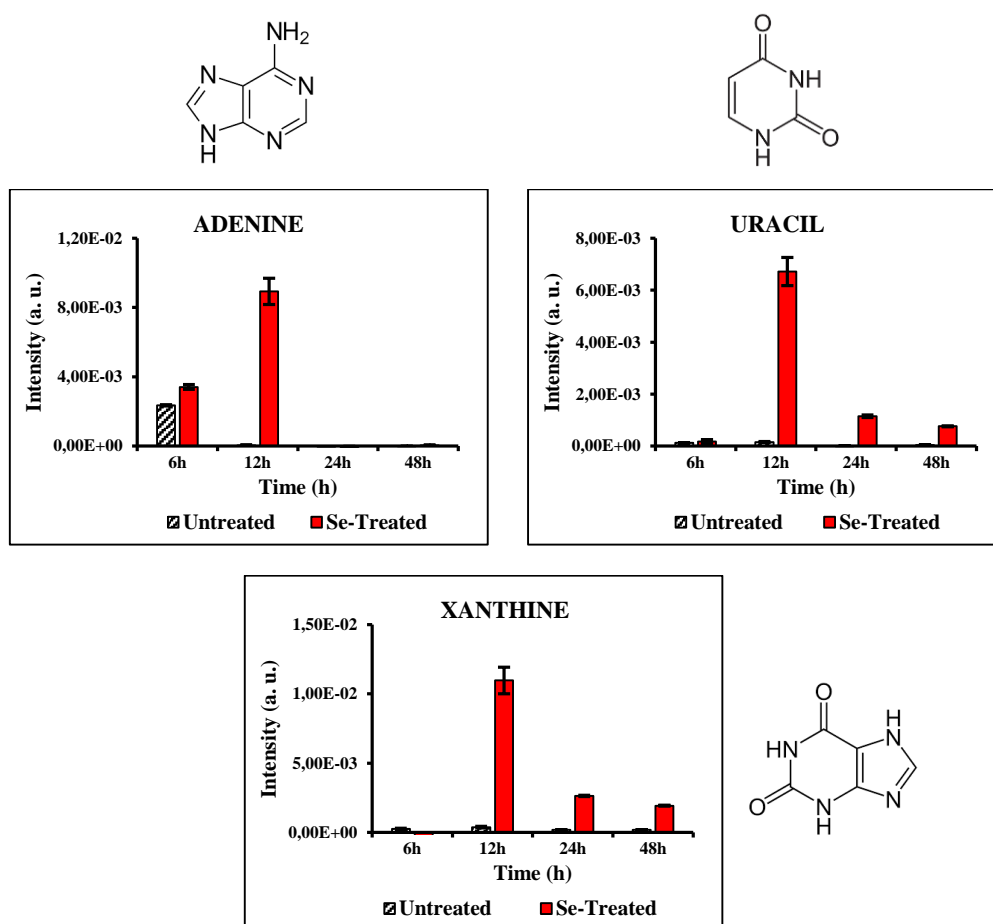 NH2
N
N
N
H
N
O
NH
N
H
O
ADENINE
1,20E-02
8,00E-03
4,00E-03
0,00E+00
Intensity (a. u.)
6h 12h 24h 48h
Time (h)
Untreated Se-Treated
URACIL
8,00E-03
6,00E-03
4,00E-03
2,00E-03
0,00E+00
Intensity (a. u.)
6h 12h 24h 48h
Time (h)
Untreated Se-Treated
XANTHINE
1,50E-02
1,00E-02
5,00E-03
0,00E+00
Intensity (a. u.)
6h 12h 24h 48h
Time (h)
Untreated Se-Treated
O
H
N
HN
O
N
H
N